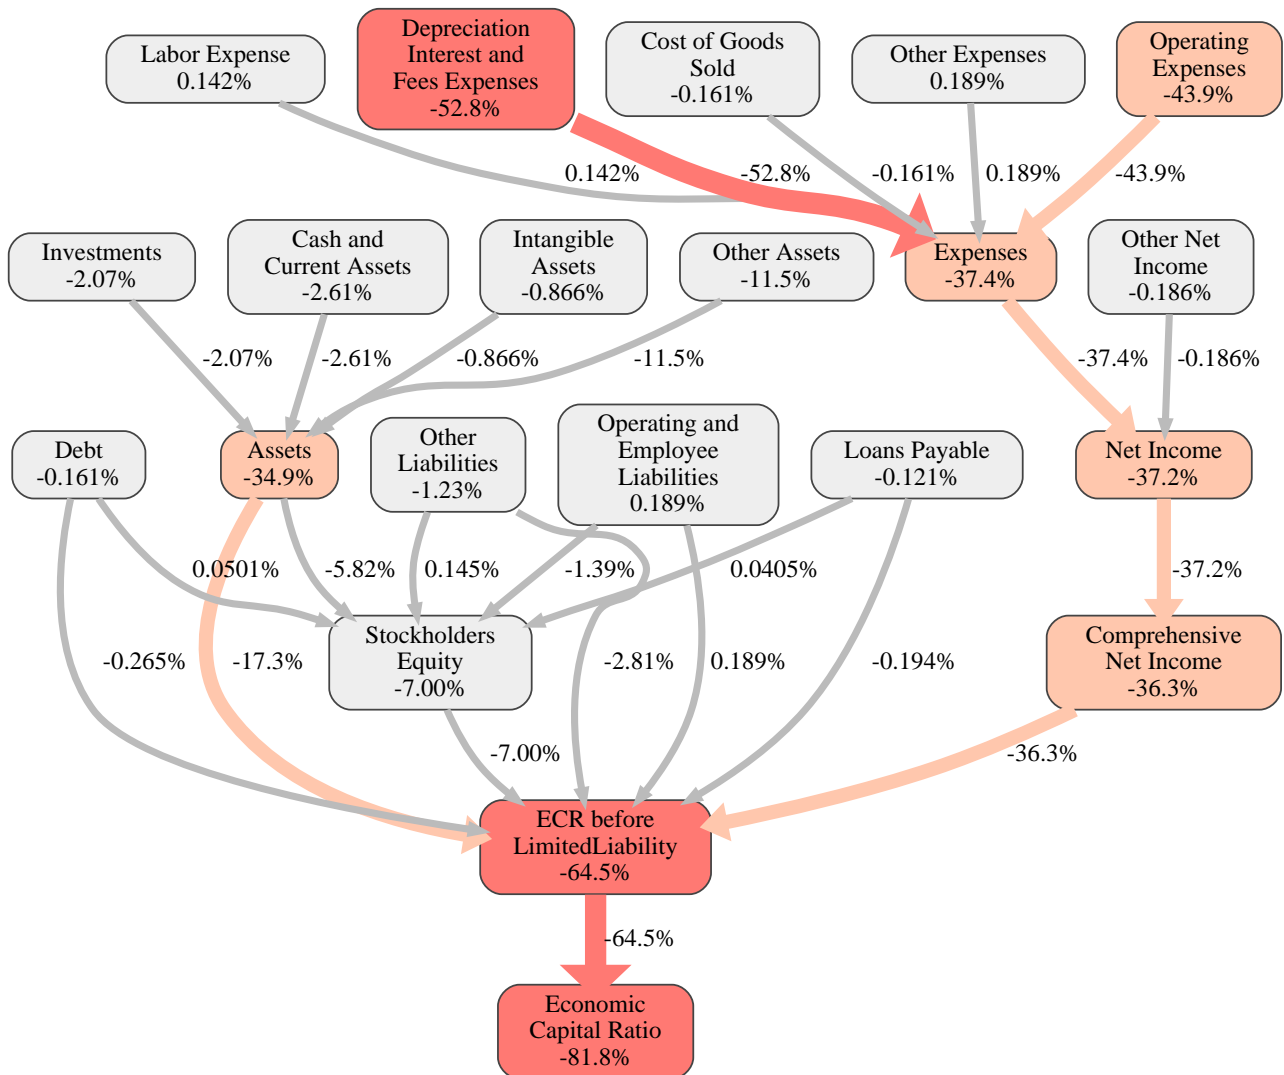 Labor Expense
0.142%
Depreciation
Interest and
Fees Expenses
-52.8%
Cost of Goods
Sold
-0.161%
Other Expenses
0.189%
Operating
Expenses
-43.9%
0.142%
-52.8%
-0.161%
0.189%
-43.9%
Investments
-2.07%
Cash and
Current Assets
-2.61%
Intangible
Assets
-0.866%
Other Assets
-11.5%
Expenses
-37.4%
Other Net
Income
-0.186%
-2.07%
-2.61%
-0.866%
-11.5%
-37.4%
-0.186%
Debt
-0.161%
Assets
-34.9%
Other
Liabilities
-1.23%
Operating and
Employee
Liabilities
0.189%
Loans Payable
-0.121%
Net Income
-37.2%
0.0501%
-5.82%
0.145%
-1.39%
0.0405%
-37.2%
Stockholders
Equity
-7.00%
Comprehensive
Net Income
-36.3%
-0.265%
-17.3%
-2.81%
0.189%
-0.194%
-7.00%
-36.3%
ECR before
LimitedLiability
-64.5%
-64.5%
Economic
Capital Ratio
-81.8%